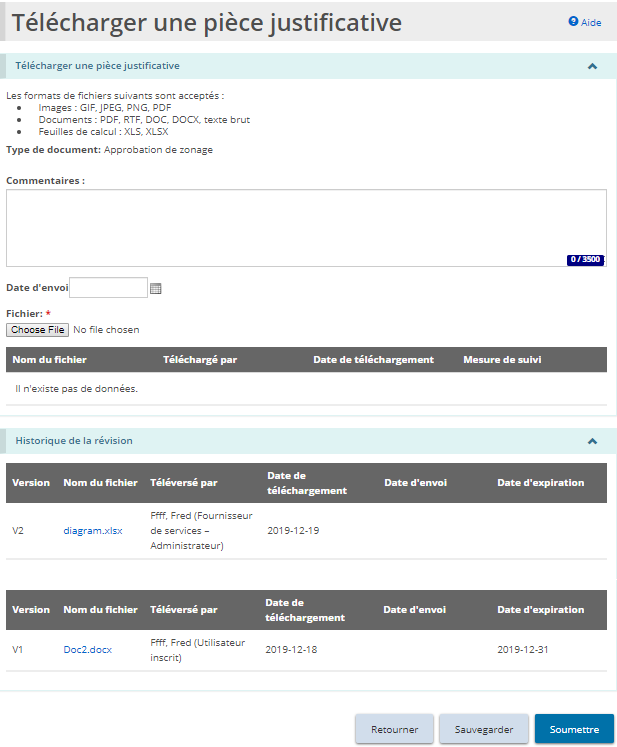 Télécharger une pièce justificative
Aide
Télécharger une pièce justificative
Les formats de fichiers suivants sont acceptés :
• Images : GIF, JPEG, PNG, PDF
• Documents : PDF, RTF, DOC, DOCX, texte brut
• Feuilles de calcul : XLS, XLSX
Type de document: Approbation de zonage
Commentaires :
0 / 3500
Date d'envoi
Fichier: *
Choose File No file chosen
Nom du fichier Téléchargé par Date de téléchargement Mesure de suivi
Il n'existe pas de données.
Historique de la révision
Version Nom du fichier Téléversé par Date de téléchargement Date d'envoi Date d'expiration
V2 diagram.xlsx Ffff, Fred (Fournisseur de services – Administrateur) 2019-12-19
Version Nom du fichier Téléversé par Date de téléchargement Date d'envoi Date d'expiration
V1 Doc2.docx Ffff, Fred (Utilisateur inscrit) 2019-12-18 2019-12-31
Retourner Sauvegarder Soumettre